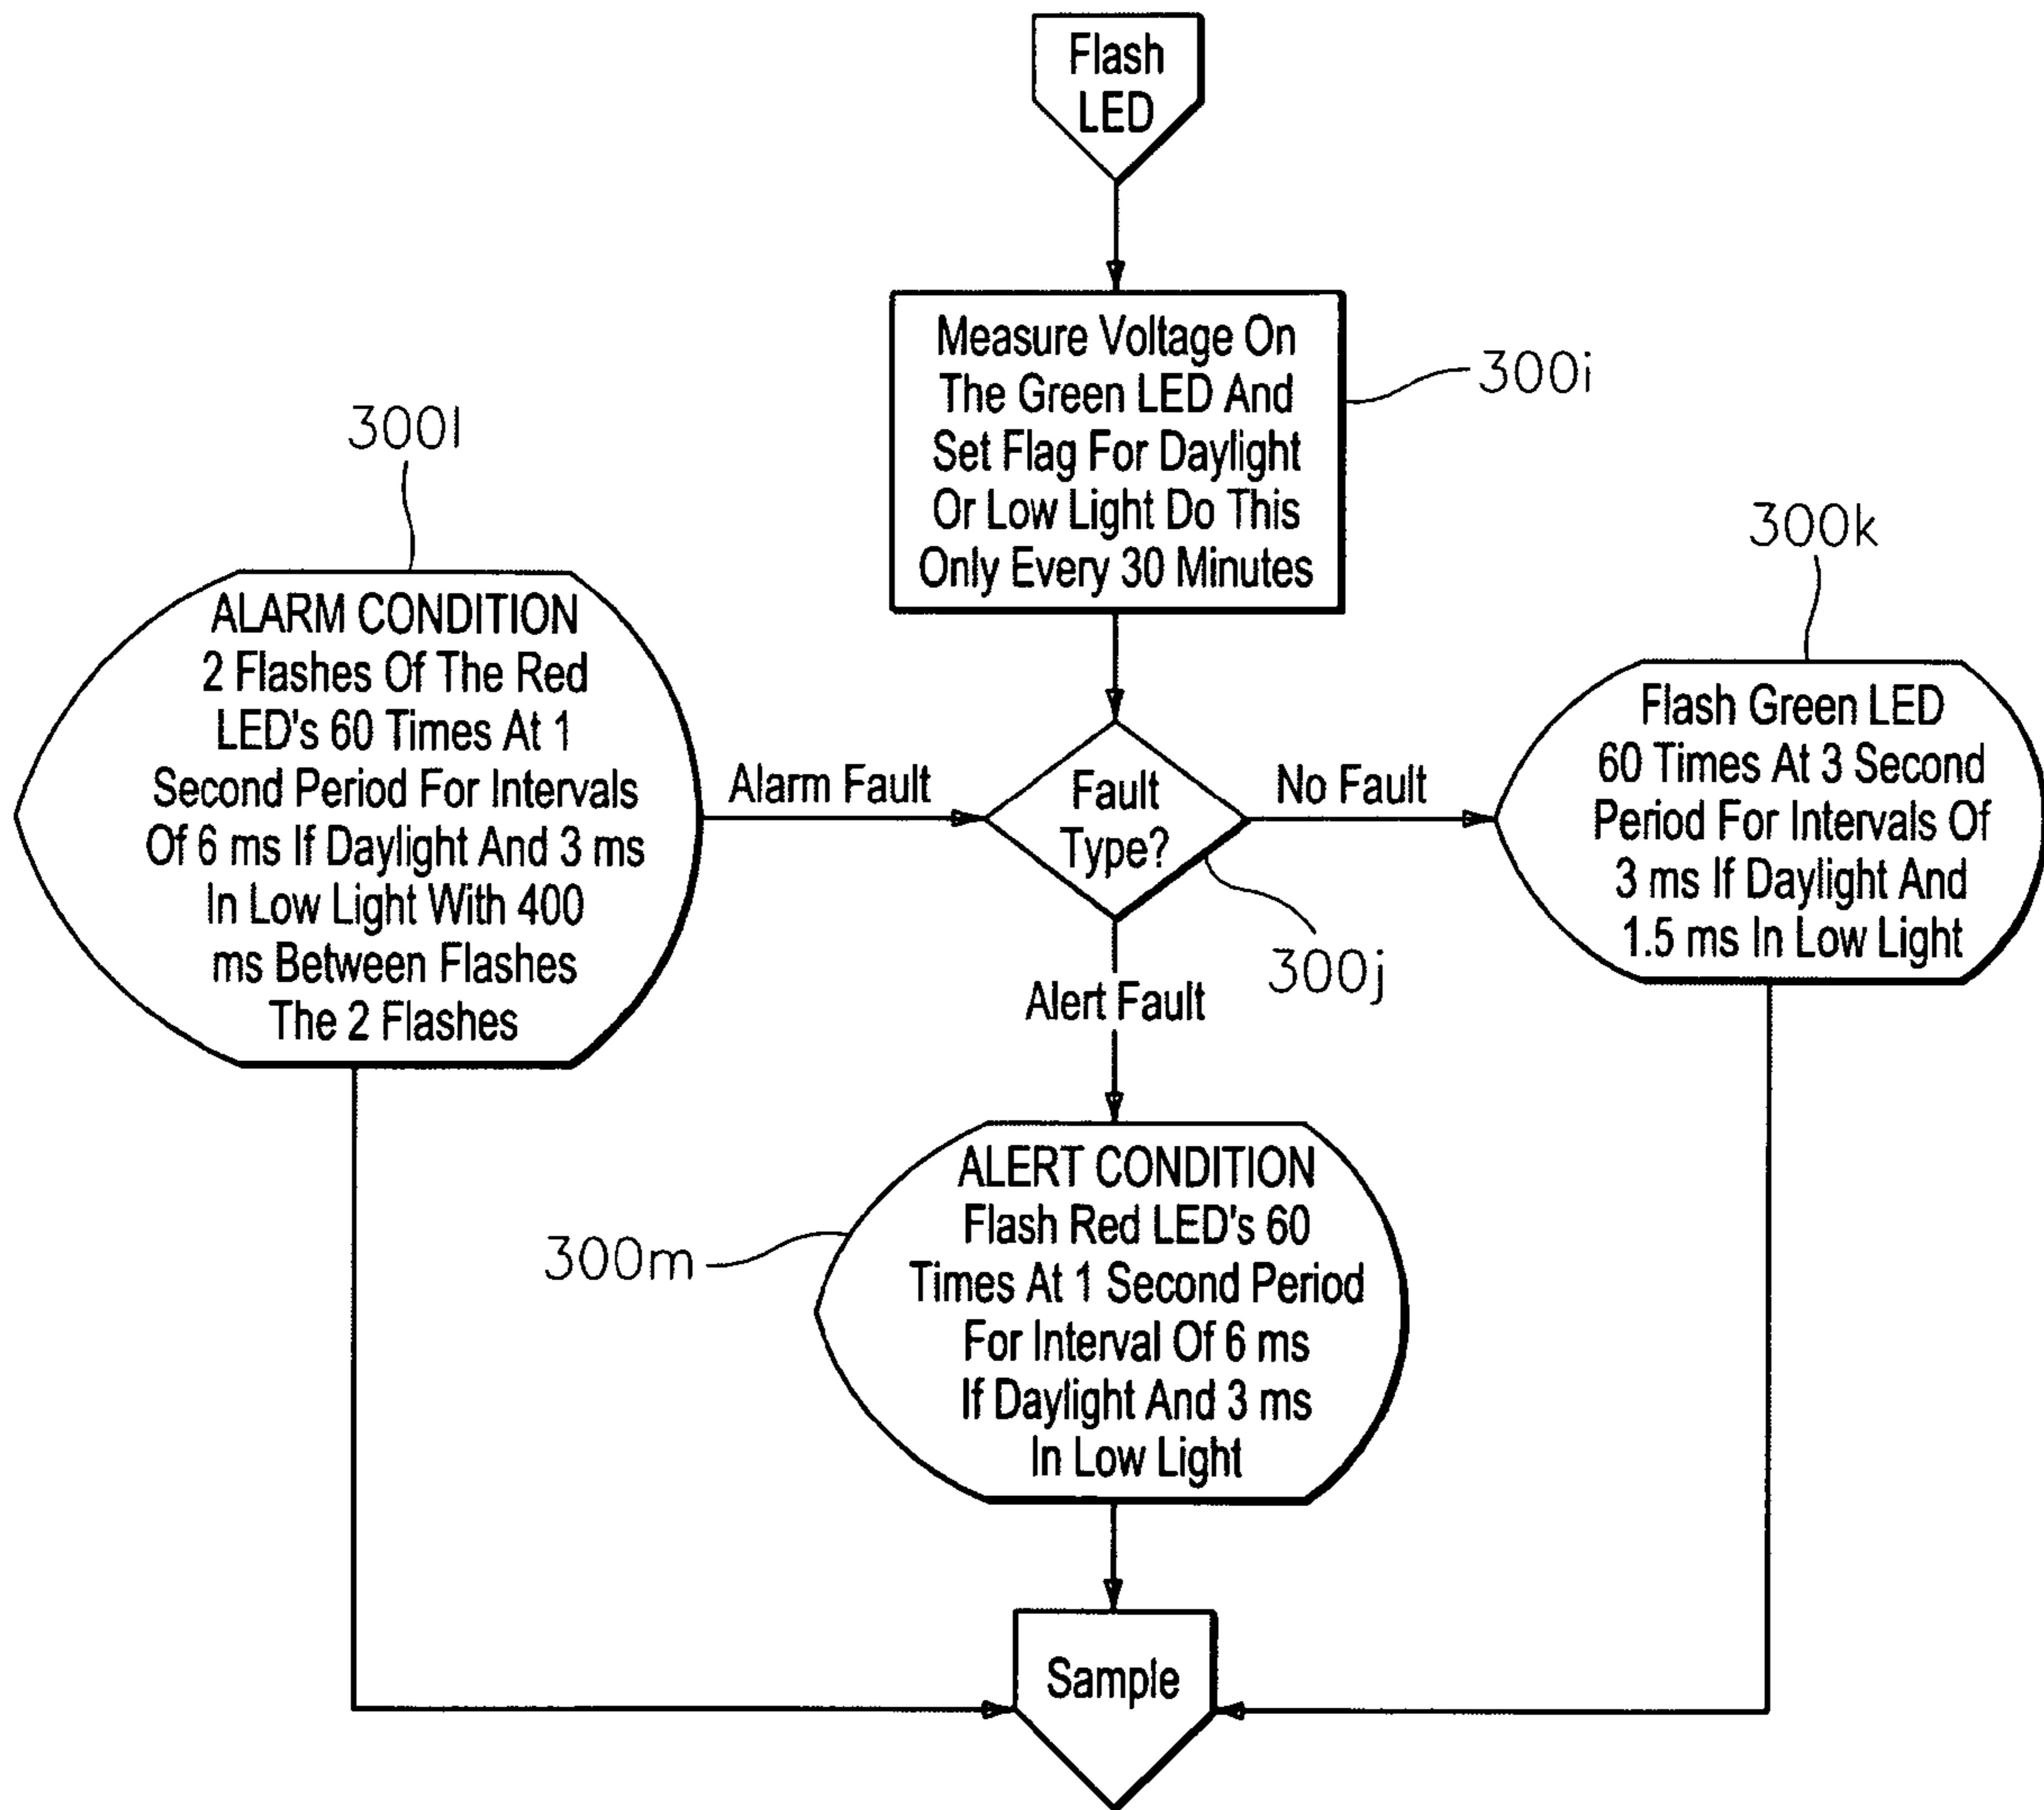 Flash
LED
Measure Voltage On
The Green LED And
Set Flag For Daylight
Or Low Light Do This
Only Every 30 Minutes
300i
300l
ALARM CONDITION
2 Flashes Of The Red
LED's 60 Times At 1
Second Period For Intervals
Of 6 ms If Daylight And 3 ms
In Low Light With 400
ms Between Flashes
The 2 Flashes
Alarm Fault
Fault
Type?
300j
No Fault
300k
Flash Green LED
60 Times At 3 Second
Period For Intervals Of
3 ms If Daylight And
1.5 ms In Low Light
Alert Fault
ALERT CONDITION
Flash Red LED's 60
Times At 1 Second Period
For Interval Of 6 ms
If Daylight And 3 ms
In Low Light
300m
Sample